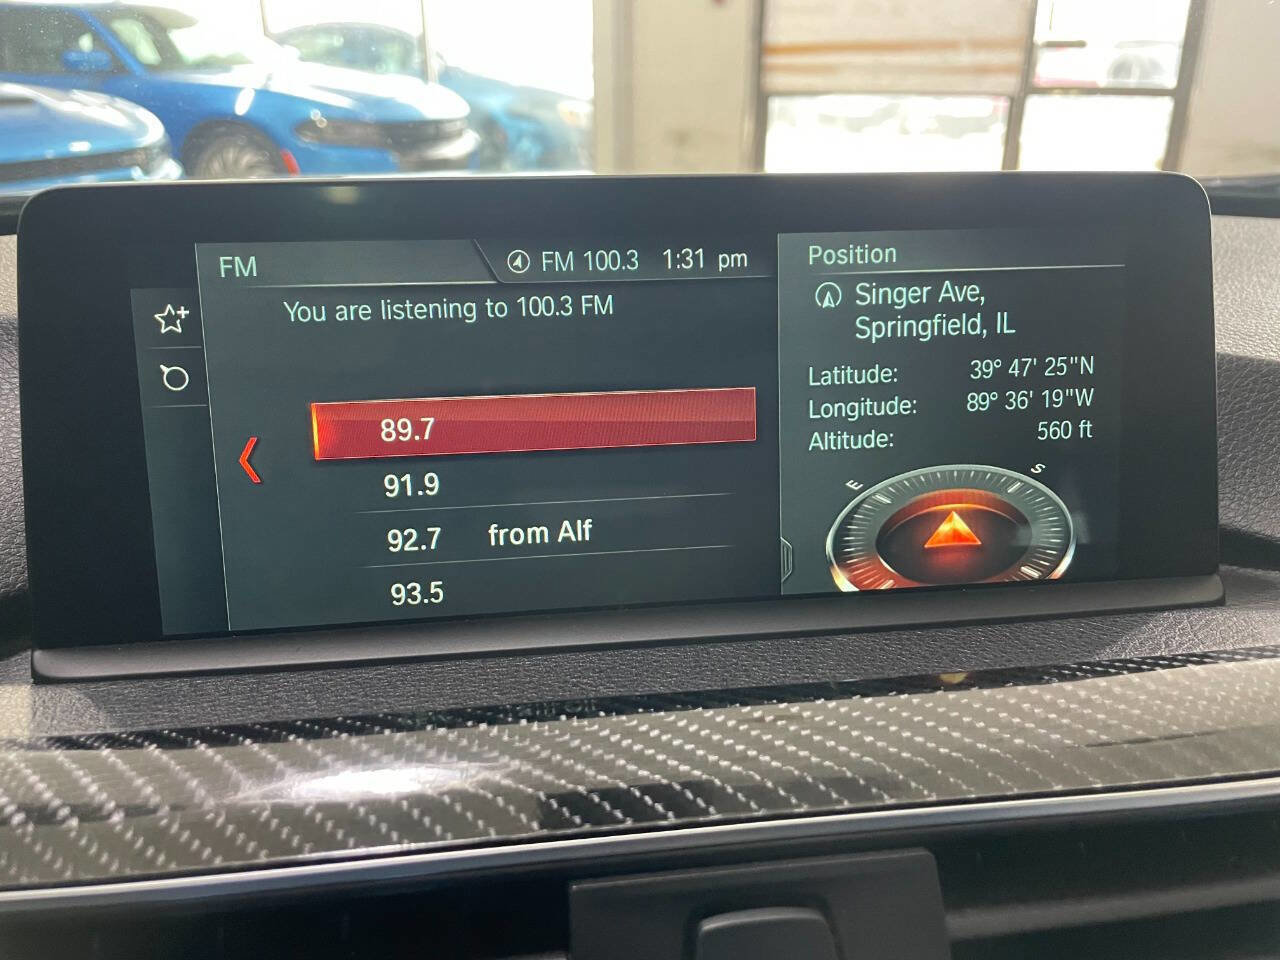 FM
FM 100.3 1:31 pm
You are listening to 100.3 FM
89.7
91.9
92.7 from Alf
93.5
Position
Singer Ave,
Springfield, IL
Latitude: 39° 47' 25"N
Longitude: 89° 36' 19"W
Altitude: 560 ft
E S